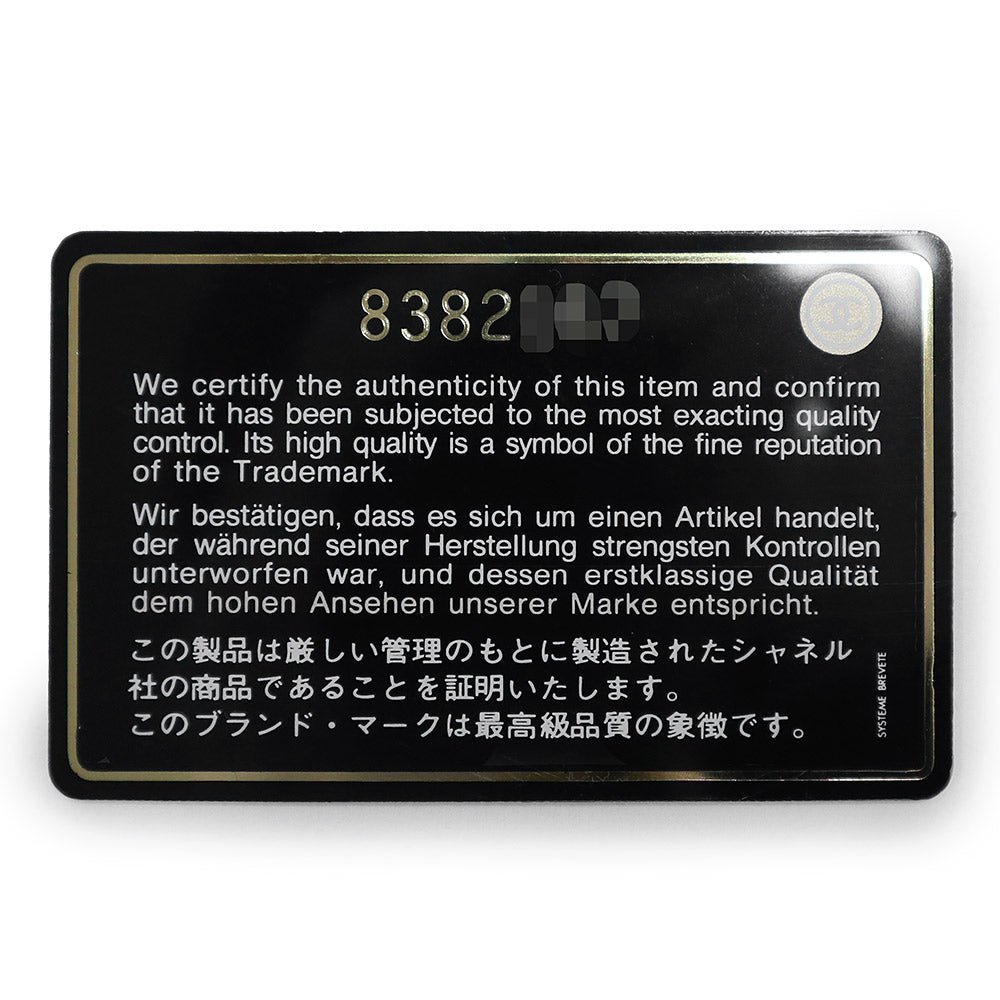 8382
We certify the authenticity of this item and confirm
that it has been subjected to the most exacting quality
control. Its high quality is a symbol of the fine reputation
of the Trademark.
Wir bestätigen, dass es sich um einen Artikel handelt,
der während seiner Herstellung strengsten Kontrollen
unterworfen war, und dessen erstklassige Qualität
dem hohen Ansehen unserer Marke entspricht.
この製品は厳しい管理のもとに製造されたシャネル
社の商品であることを証明いたします。
このブランド・マークは最高級品質の象徴です。
SYSTEME BREVETE